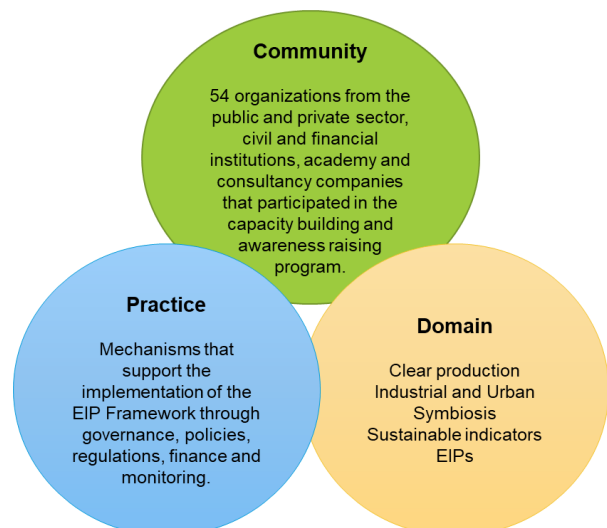 Community
54 organizations from the
public and private sector,
civil and financial
institutions, academy and
consultancy companies
that participated in the
capacity building and
awareness raising
program.
Practice
Mechanisms that
support the
implementation of the
EIP Framework through
governance, policies,
regulations, finance and
monitoring.
Domain
Clear production
Industrial and Urban
Symbiosis
Sustainable indicators
EIPs